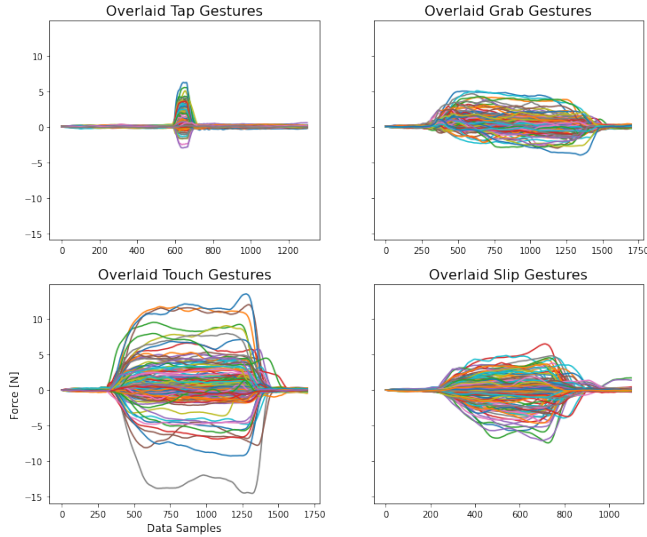 Overlaid Tap Gestures
10
5
0
−5
−10
−15
0 200 400 600 800 1000 1200
Overlaid Grab Gestures
0 250 500 750 1000 1250 1500 1750
Overlaid Touch Gestures
Force [N]
10
5
0
−5
−10
−15
0 250 500 750 1000 1250 1500 1750
Data Samples
Overlaid Slip Gestures
0 200 400 600 800 1000